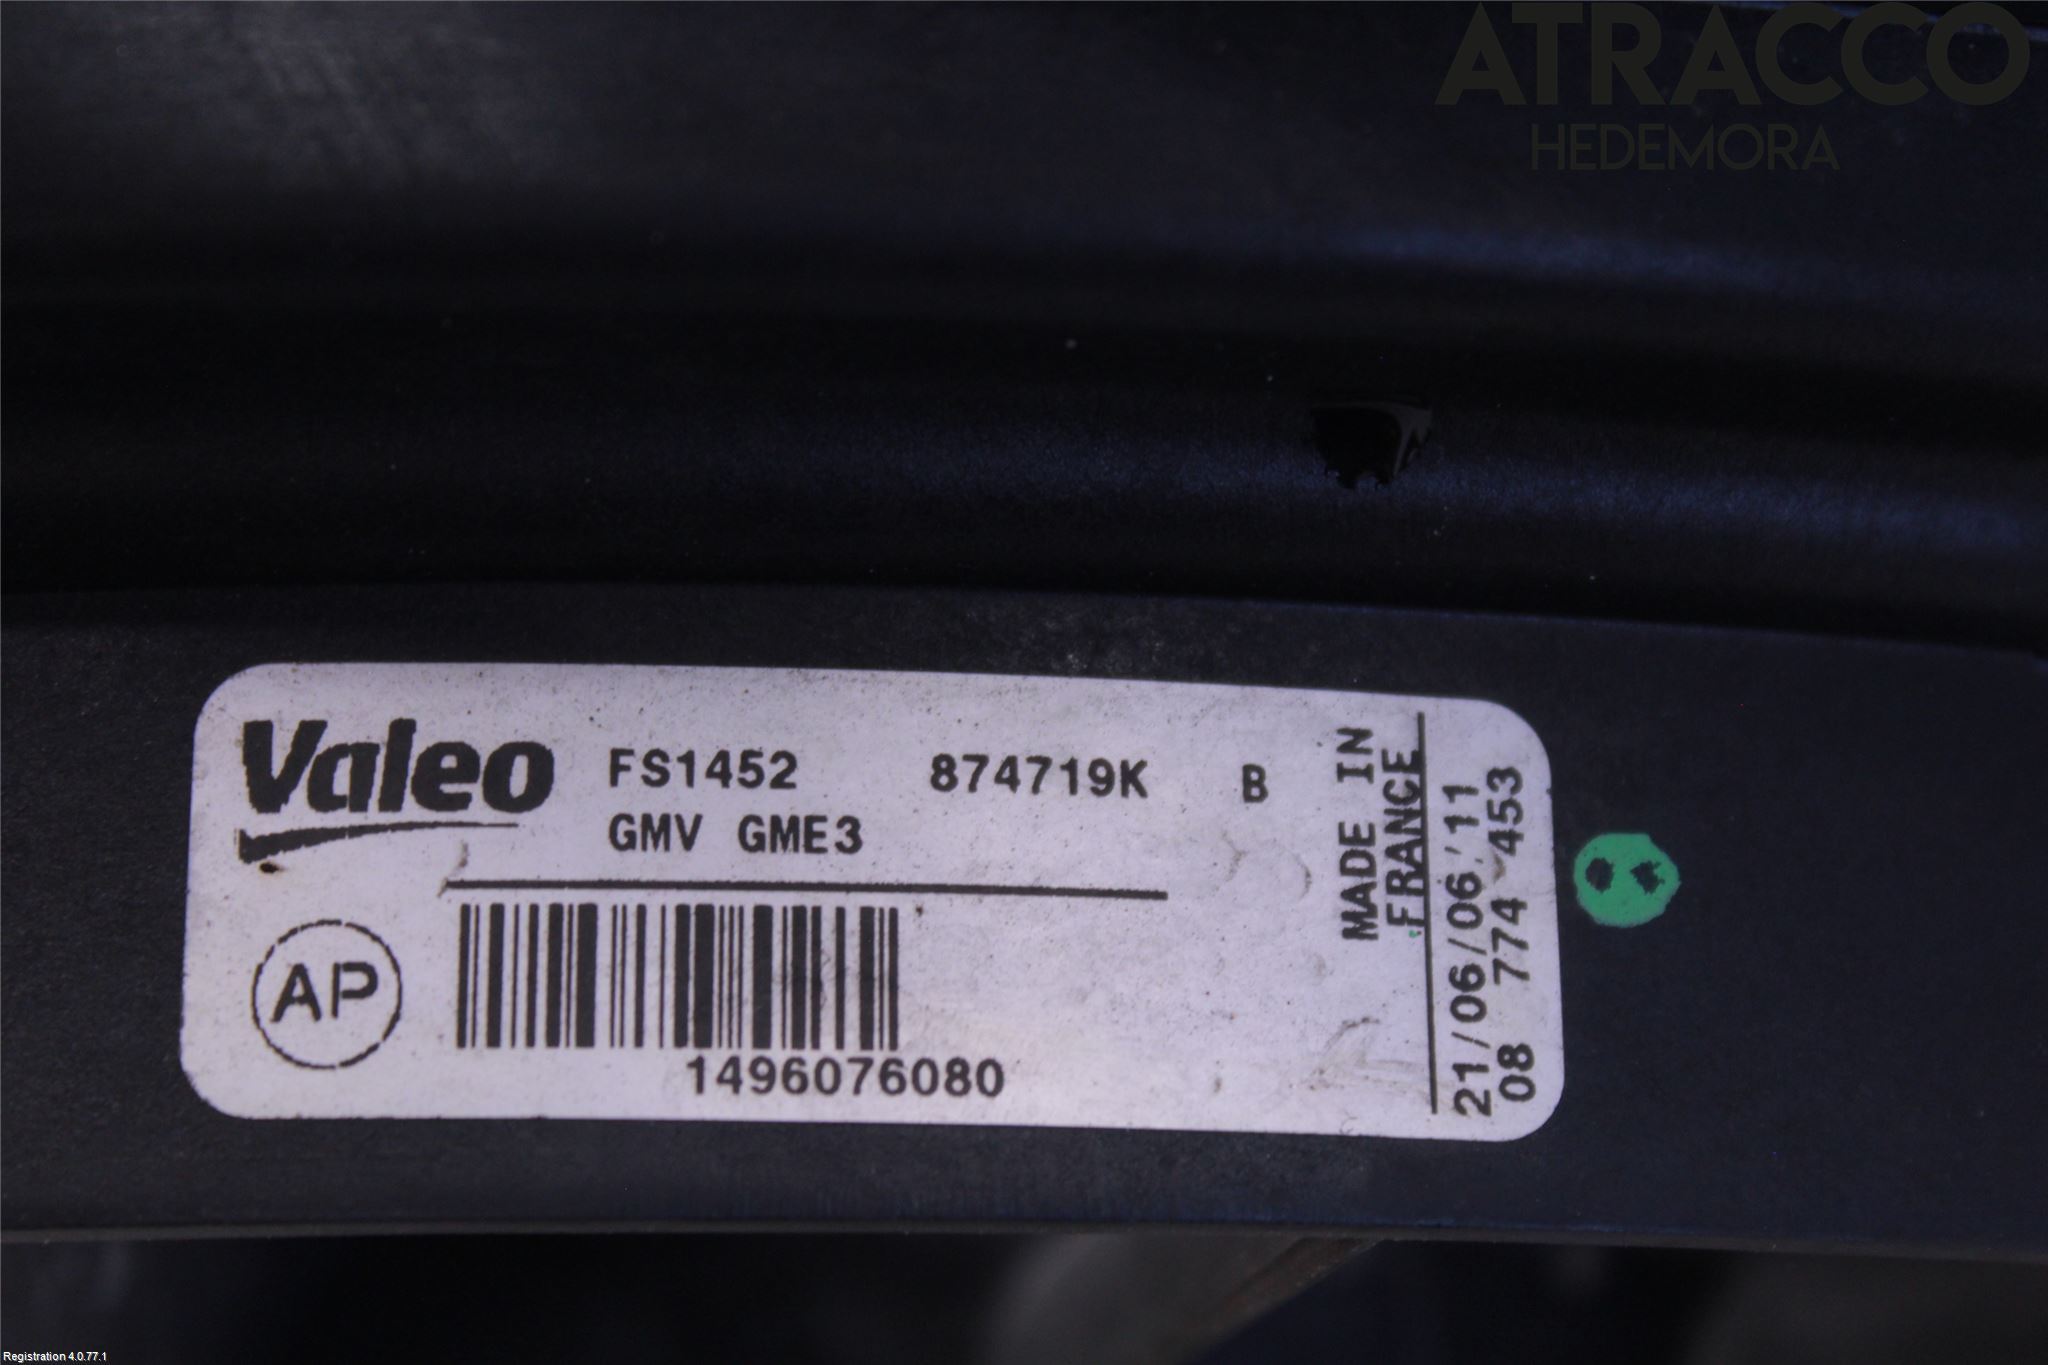 ATRACCO
HEDEMORA
Valeo FS1452 874719K B
GMV GME3
MADE IN
FRANCE
21/06/06.'11
08 774 453
AP
1496076080
Registration 4.0.77.1